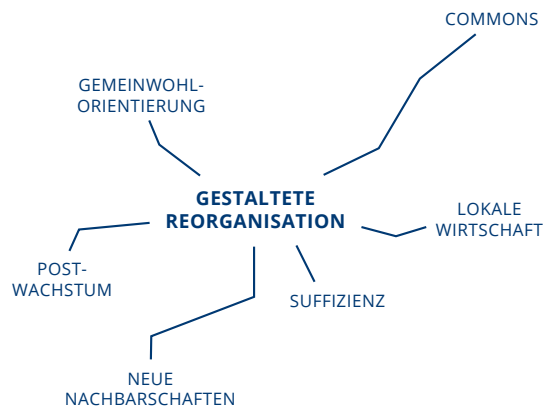 COMMONS
GEMEINWOHL-
ORIENTIERUNG
GESTALTETE
REORGANISATION
LOKALE
WIRTSCHAFT
POST-
WACHSTUM
SUFFIZIENZ
NEUE
NACHBARSCHAFTEN